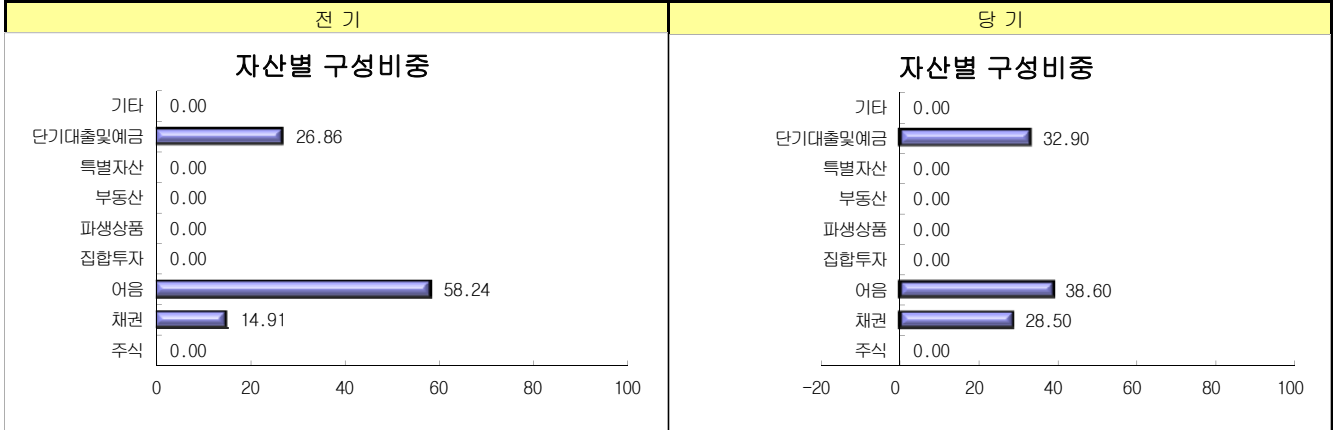 전 기
당 기
자산별 구성비중
기타 0.00
단기대출및예금 26.86
특별자산 0.00
부동산 0.00
파생상품 0.00
집합투자 0.00
어음 58.24
채권 14.91
주식 0.00
0 20 40 60 80 100
자산별 구성비중
기타 0.00
단기대출및예금 32.90
특별자산 0.00
부동산 0.00
파생상품 0.00
집합투자 0.00
어음 38.60
채권 28.50
주식 0.00
-20 0 20 40 60 80 100